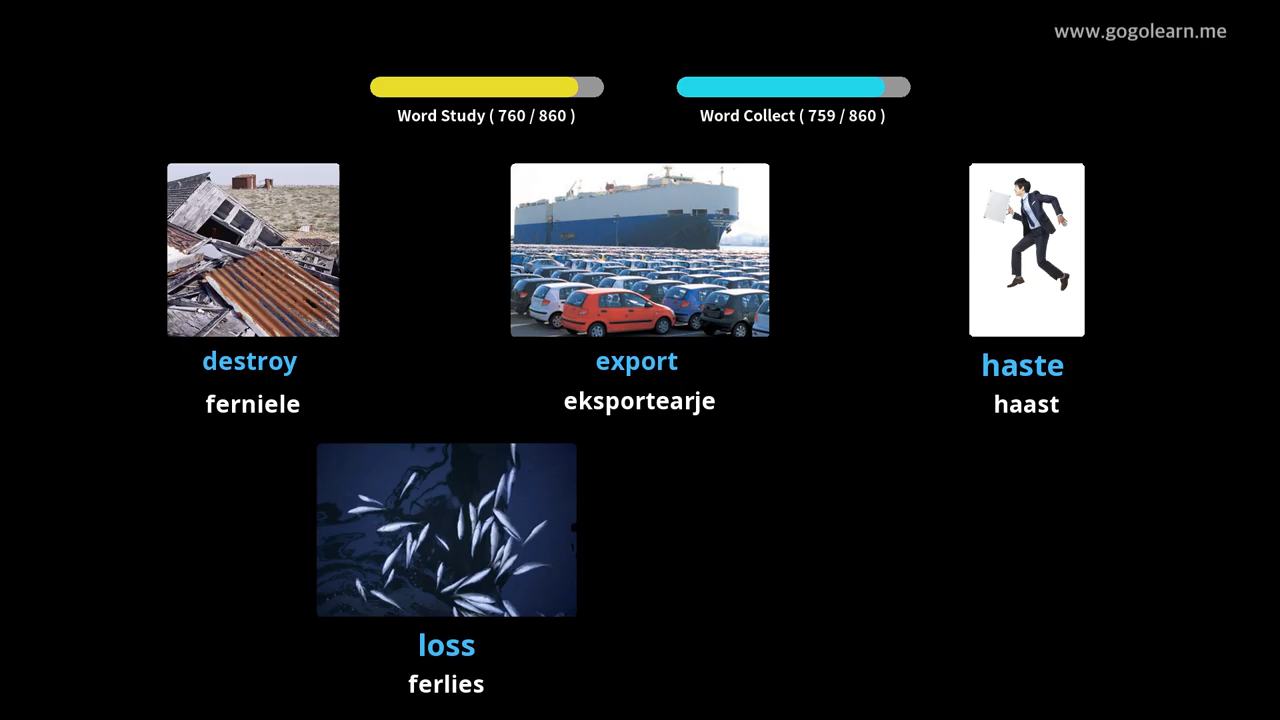 www.gogolearn.me
Word Study ( 760 / 860 )
Word Collect ( 759 / 860 )
destroy
ferniele
export
eksportearje
haste
haast
loss
ferlies